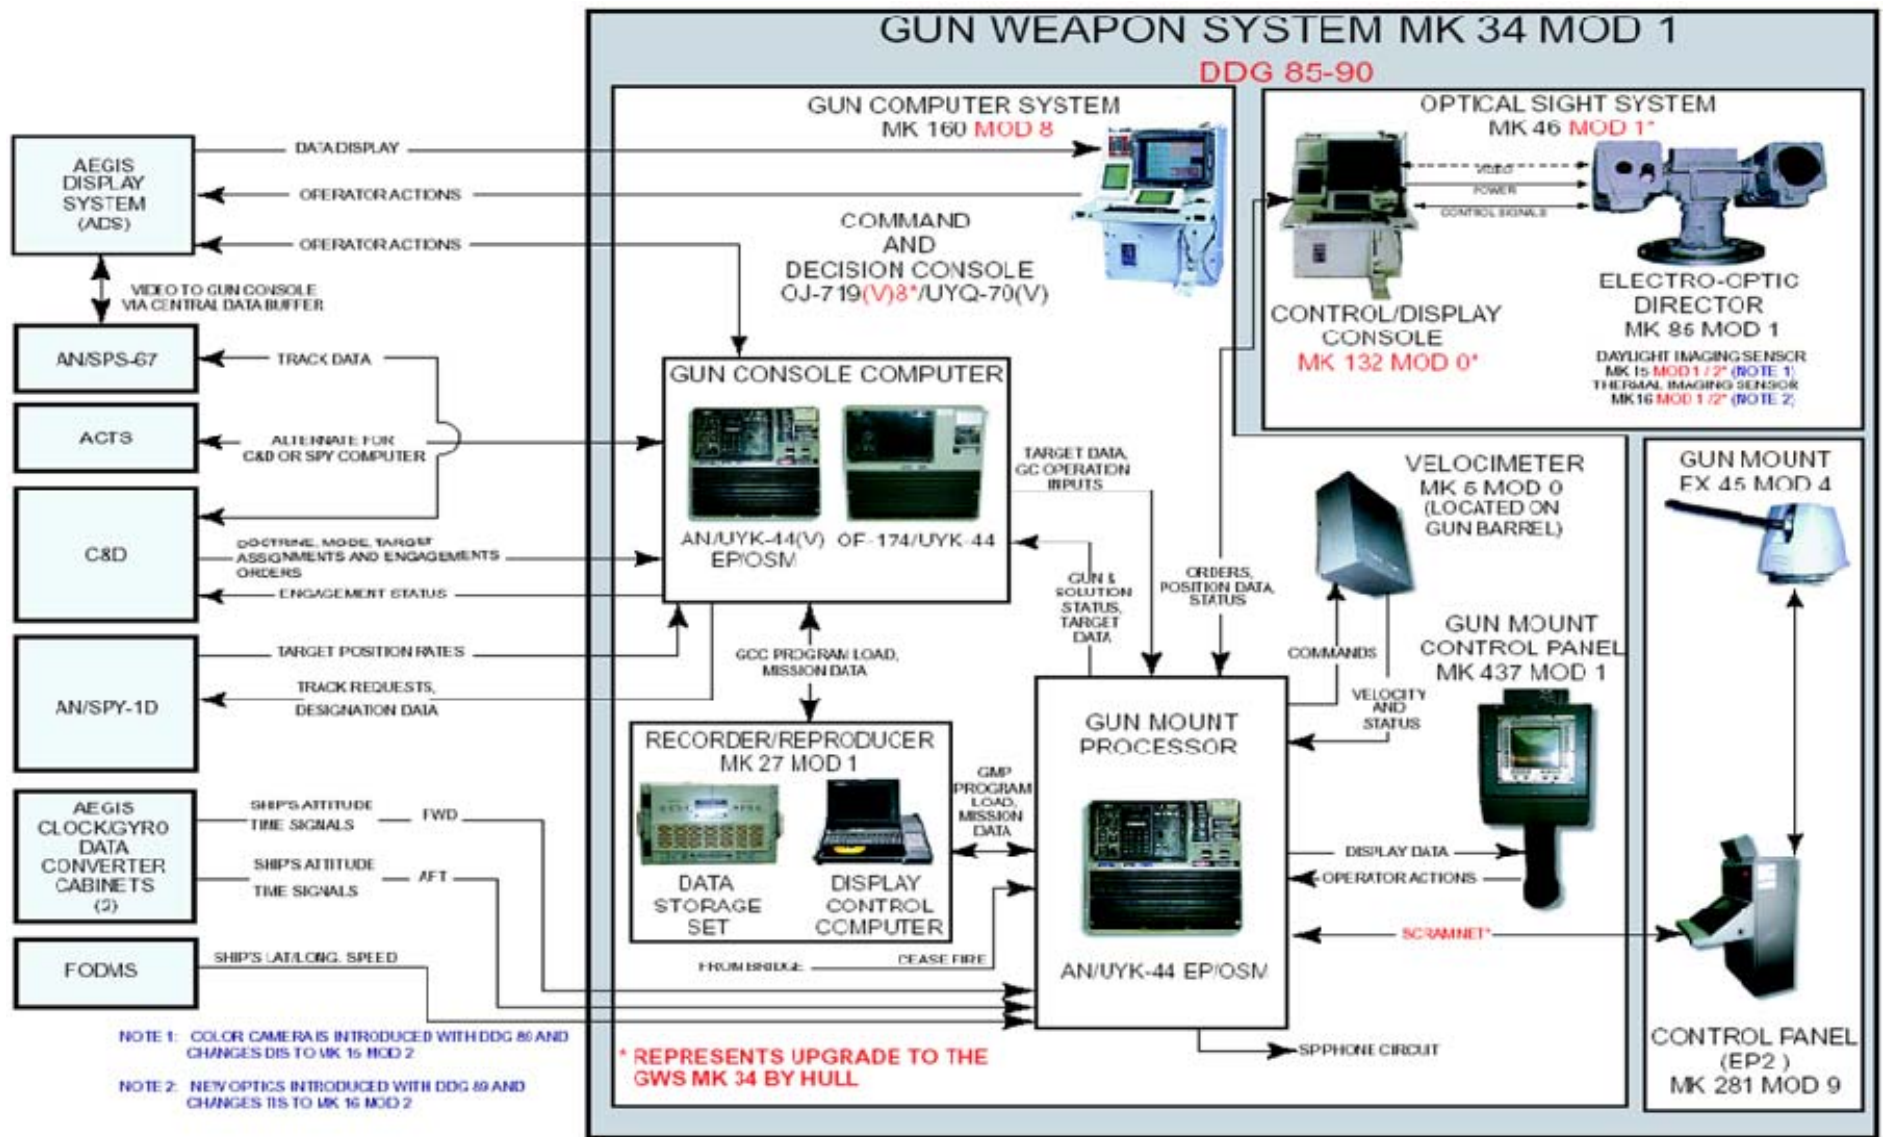 GUN WEAPON SYSTEM MK 34 MOD 1
DDG 85-90
AEGIS
DISPLAY
SYSTEM
(ADS)
DATA DISPLAY
OPERATOR ACTIONS
OPERATOR ACTIONS
VIDEO TO GUN CONSOLE
VIA CENTRAL DATA BUFFER
AN/SPS-67
TRACK DATA
ACTS
ALTERNATE FOR
C&D OR SPY COMPUTER
C&D
DOCTRINE, MODE, TARGET
ASSIGNMENTS AND ENGAGEMENTS
ORDERS
ENGAGEMENT STATUS
AN/SPY-1D
TARGET POSITION RATES
TRACK REQUESTS,
DESIGNATION DATA
AEGIS
CLOCK/GYRO
DATA
CONVERTER
CABINETS
(2)
SHIP'S ATTITUDE
TIME SIGNALS
FWD
SHIP'S ATTITUDE
TIME SIGNALS
AFT
FODMS
SHIP'S LAT/LONG. SPEED
GUN COMPUTER SYSTEM
MK 160 MOD 8
COMMAND
AND
DECISION CONSOLE
OJ-719(V)8*/UYQ-70(V)
GUN CONSOLE COMPUTER
AN/UYK-44(V)
EP/OSM
OF-174/UYK-44
TARGET DATA,
GC OPERATION
INPUTS
GUN &
SOLUTION
STATUS,
TARGET
DATA
ORDERS,
POSITION DATA,
STATUS
GCC PROGRAM LOAD,
MISSION DATA
RECORDER/REPRODUCER
MK 27 MOD 1
DATA
STORAGE
SET
DISPLAY
CONTROL
COMPUTER
GMP
PROGRAM
LOAD,
MISSION
DATA
FROM BRIDGE
CEASE FIRE
GUN MOUNT
PROCESSOR
AN/UYK-44 EP/OSM
SP PHONE CIRCUIT
VELOCIMETER
MK 6 MOD 0
(LOCATED ON
GUN BARREL)
COMMANDS
VELOCITY
AND
STATUS
GUN MOUNT
CONTROL PANEL
MK 437 MOD 1
DISPLAY DATA
OPERATOR ACTIONS
SCRAMNET*
OPTICAL SIGHT SYSTEM
MK 46 MOD 1*
VIDEO
POWER
CONTROL SIGNALS
CONTROL/DISPLAY
CONSOLE
MK 132 MOD 0*
ELECTRO-OPTIC
DIRECTOR
MK 85 MOD 1
DAYLIGHT IMAGING SENSOR
MK 15 MOD 1 / 2* (NOTE 1)
THERMAL IMAGING SENSOR
MK 16 MOD 1 /2* (NOTE 2)
GUN MOUNT
EX 45 MOD 4
CONTROL PANEL
(EP2 )
MK 281 MOD 9
NOTE 1: COLOR CAMERA IS INTRODUCED WITH DDG AND
CHANGES DIS TO MK 15 MOD 2
NOTE 2: NEW OPTICS INTRODUCED WITH DDG 89 AND
CHANGES TIS TO MK 16 MOD 2
* REPRESENTS UPGRADE TO THE
GWS MK 34 BY HULL